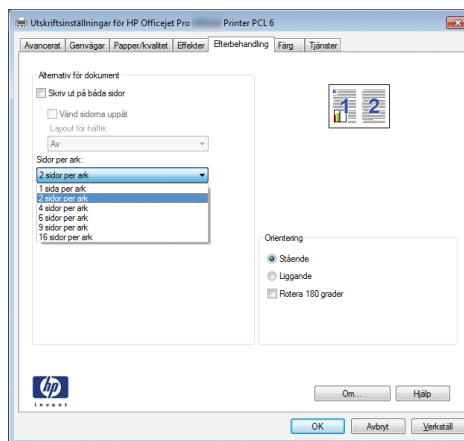 Utskriftsinställningar för HP Officejet Pro Printer PCL 6
Avancerat Genvägar Papper/kvalitet Effekter Efterbehandling Färg Tjänster
Alternativ för dokument
Skriv ut på båda sidor
Vänd sidorna uppåt
Layout för häfte:
Av
Sidor per ark:
2 sidor per ark
1 sida per ark
2 sidor per ark
4 sidor per ark
6 sidor per ark
9 sidor per ark
16 sidor per ark
1 2
Orientering
Stående
Liggande
Rotera 180 grader
hp
invent
Om... Hjälp
OK Avbryt Verkställ